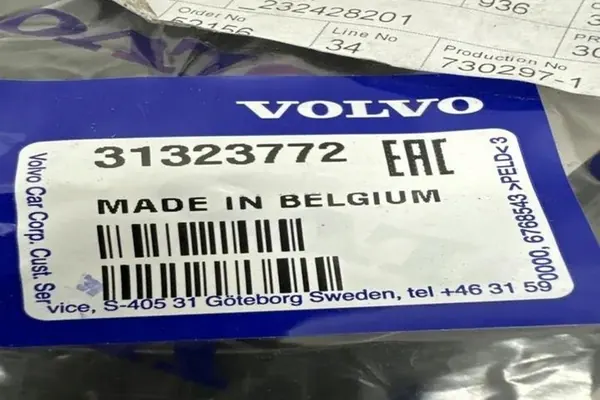 _232428201
936
Order No
Line No
34
Production No
730297-1
VOLVO
31323772 EAC
MADE IN BELGIUM
Volvo Car Corp. Cust. Ser
vice, S-405 31 Göteborg Sweden, tel +46 31 59
0000, 6768543 >PELD<3